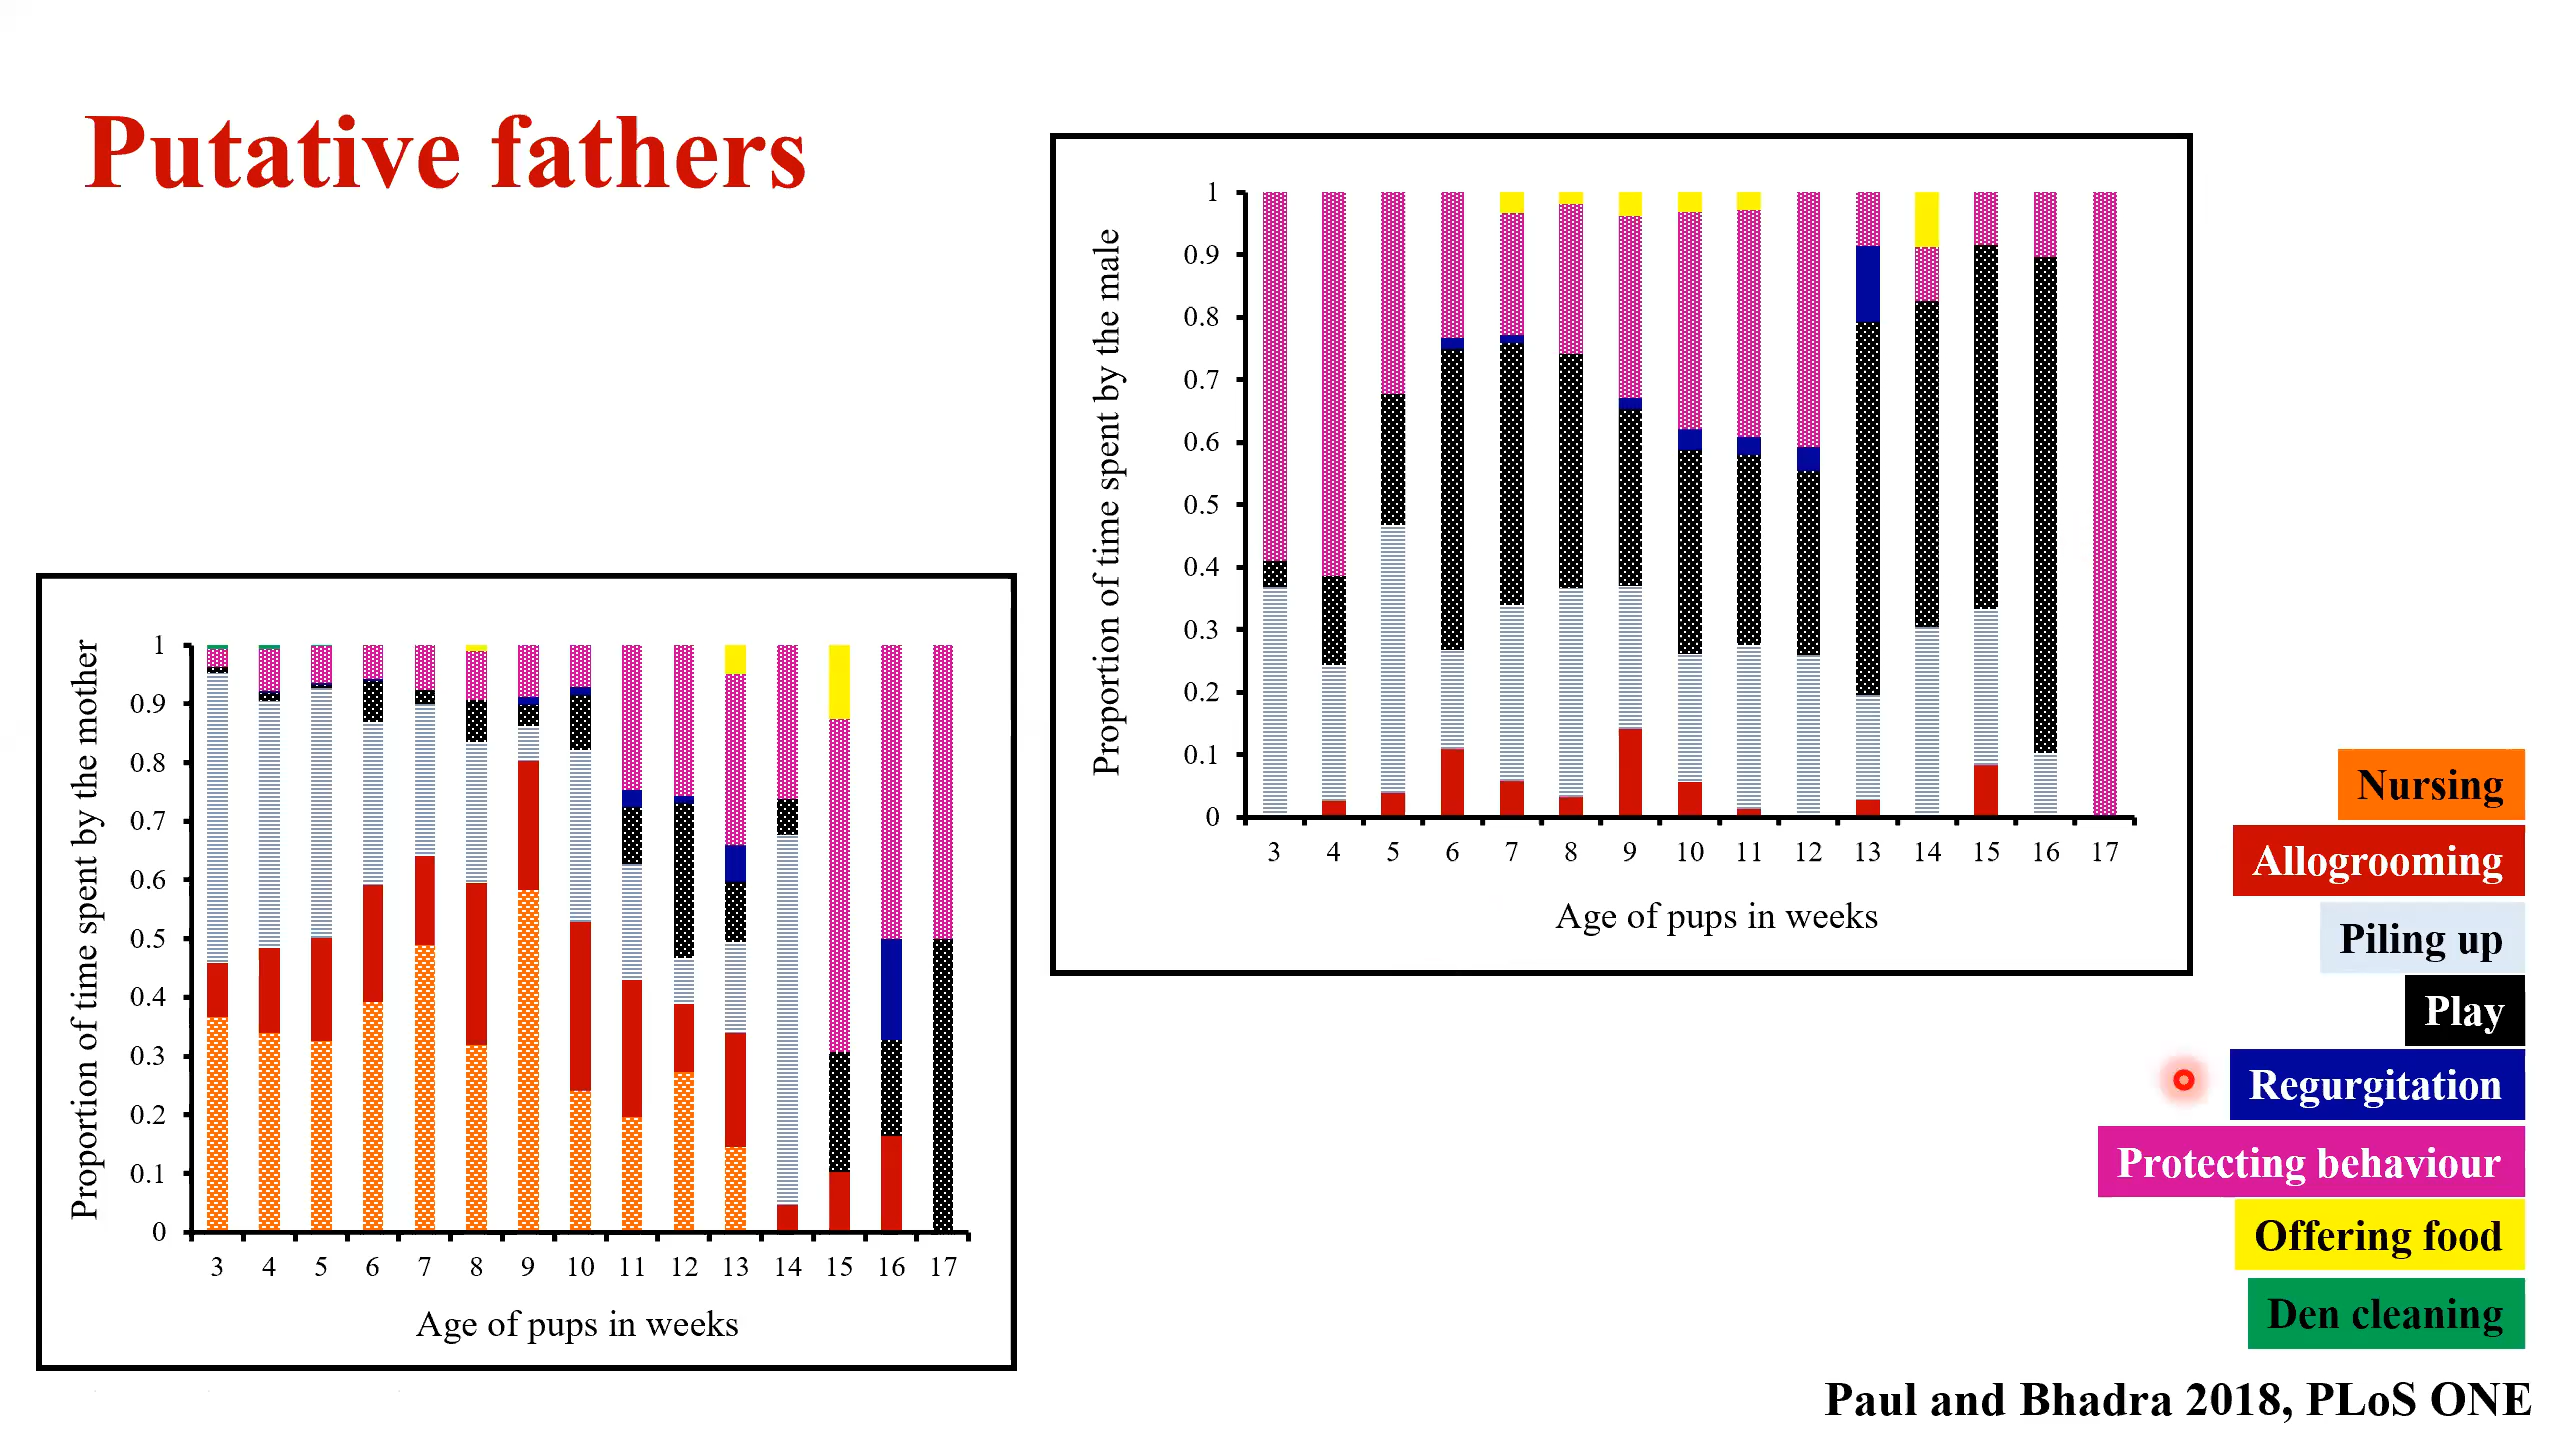 Putative fathers
Proportion of time spent by the male
1
0.9
0.8
0.7
0.6
0.5
0.4
0.3
0.2
0.1
0
3 4 5 6 7 8 9 10 11 12 13 14 15 16 17
Age of pups in weeks
Proportion of time spent by the mother
1
0.9
0.8
0.7
0.6
0.5
0.4
0.3
0.2
0.1
0
3 4 5 6 7 8 9 10 11 12 13 14 15 16 17
Age of pups in weeks
Nursing
Allogrooming
Piling up
Play
Regurgitation
Protecting behaviour
Offering food
Den cleaning
Paul and Bhadra 2018, PLoS ONE